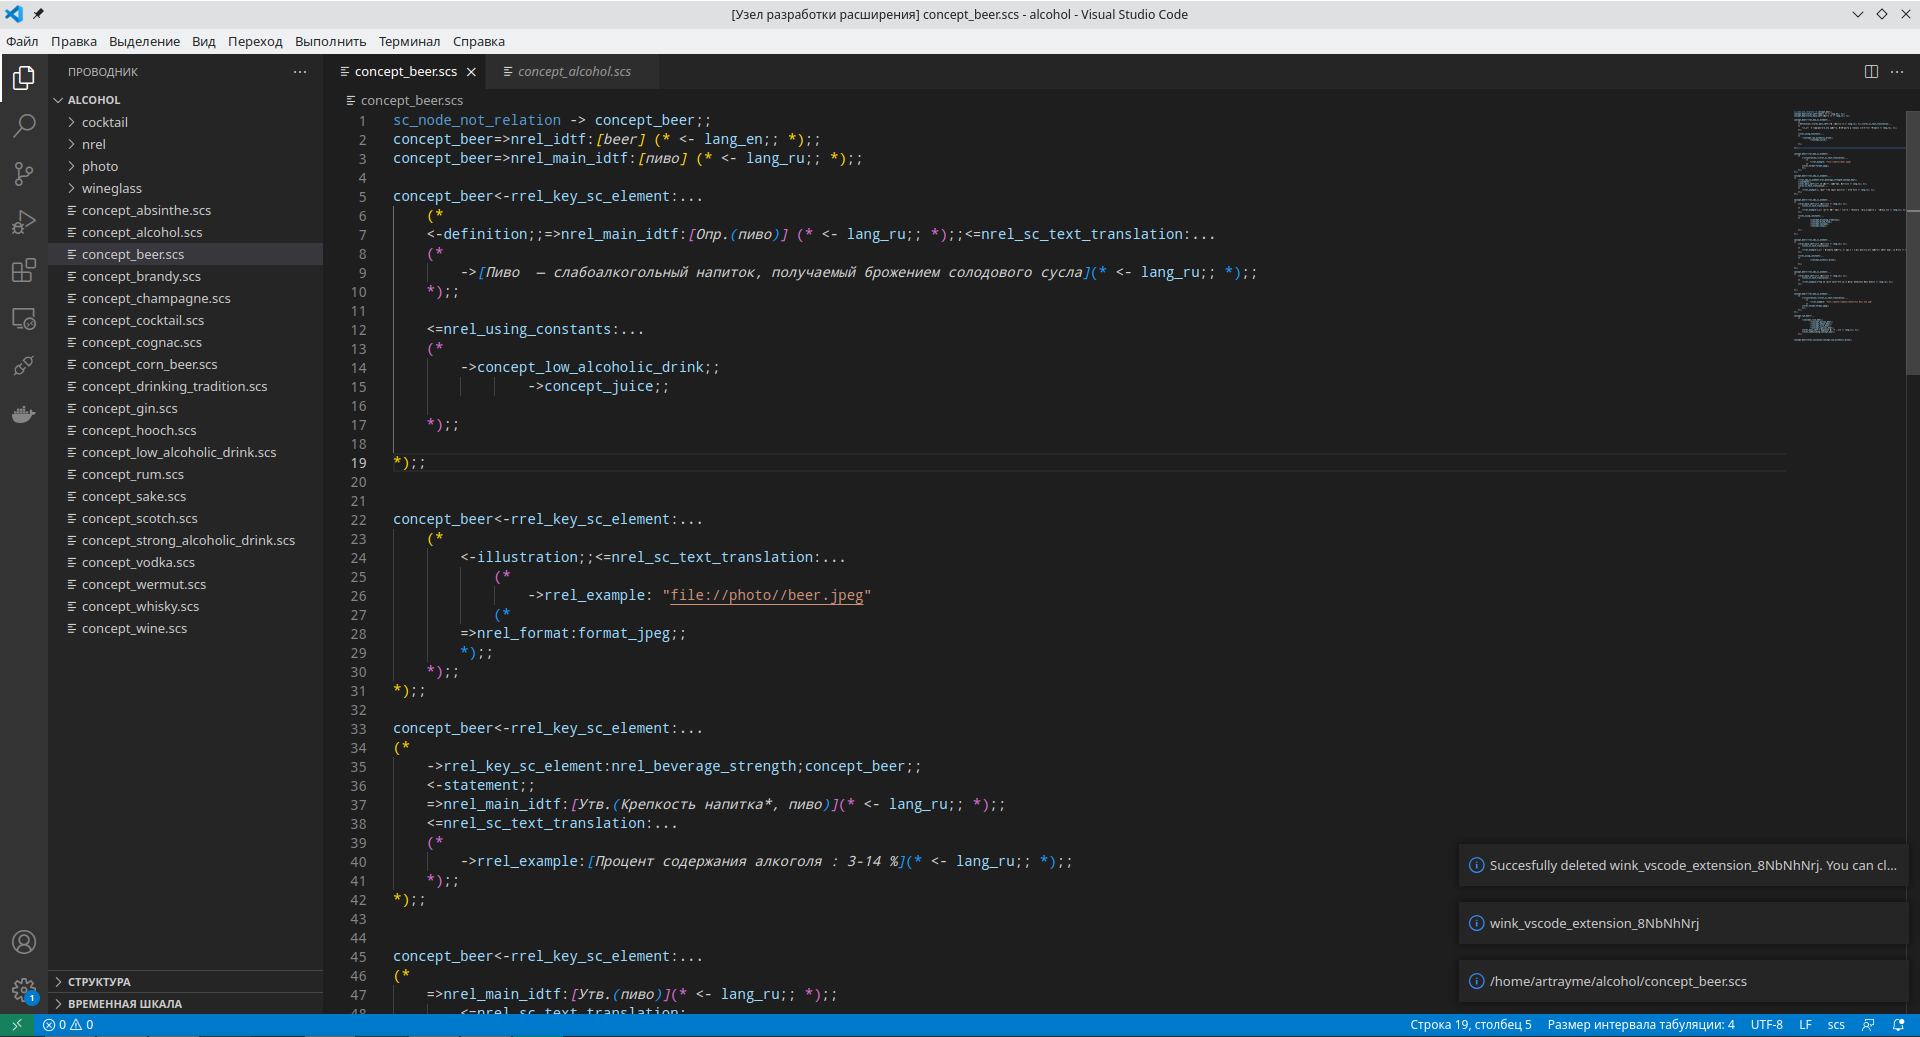 [Узел разработки расширения] concept_beer.scs - alcohol - Visual Studio Code
Файл Правка Выделение Вид Переход Выполнить Терминал Справка
ПРОВОДНИК
ALCOHOL
cocktail
nrel
photo
wineglass
concept_absinthe.scs
concept_alcohol.scs
concept_beer.scs
concept_brandy.scs
concept_champagne.scs
concept_cocktail.scs
concept_cognac.scs
concept_corn_beer.scs
concept_drinking_tradition.scs
concept_gin.scs
concept_hooch.scs
concept_low_alcoholic_drink.scs
concept_rum.scs
concept_sake.scs
concept_scotch.scs
concept_strong_alcoholic_drink.scs
concept_vodka.scs
concept_wermut.scs
concept_whisky.scs
concept_wine.scs
СТРУКТУРА
ВРЕМЕННАЯ ШКАЛА
1
concept_beer.scs concept_alcohol.scs
concept_beer.scs
1 sc_node_not_relation -> concept_beer;;
2 concept_beer=>nrel_idtf:[beer] (* <- lang_en;; *);;
3 concept_beer=>nrel_main_idtf:[пиво] (* <- lang_ru;; *);;
4
5 concept_beer<-rrel_key_sc_element:...
6 (*
7 <-definition;;=>nrel_main_idtf:[Опр.(пиво)] (* <- lang_ru;; *);;<=nrel_sc_text_translation:...
8 (*
9 ->[Пиво  — слабоалкогольный напиток, получаемый брожением солодового сусла](* <- lang_ru;; *);;
10 *);;
11
12 <=nrel_using_constants:...
13 (*
14 ->concept_low_alcoholic_drink;;
15 ->concept_juice;;
16
17 *);;
18
19 *);;
20
21
22 concept_beer<-rrel_key_sc_element:...
23 (*
24 <-illustration;;<=nrel_sc_text_translation:...
25 (*
26 ->rrel_example: "file://photo//beer.jpeg"
27 (*
28 =>nrel_format:format_jpeg;;
29 *);;
30 *);;
31 *);;
32
33 concept_beer<-rrel_key_sc_element:...
34 (*
35 ->rrel_key_sc_element:nrel_beverage_strength;concept_beer;;
36 <-statement;;
37 =>nrel_main_idtf:[Утв.(Крепкость напитка*, пиво)](* <- lang_ru;; *);;
38 <=nrel_sc_text_translation:...
39 (*
40 ->rrel_example:[Процент содержания алкоголя : 3-14 %](* <- lang_ru;; *);;
41 *);;
42 *);;
43
44
45 concept_beer<-rrel_key_sc_element:...
46 (*
47 =>nrel_main_idtf:[Утв.(пиво)](* <- lang_ru;; *);;
48 <=nrel_sc_text_translation:
Succesfully deleted wink_vscode_extension_8NbNhNrj. You can cl...
wink_vscode_extension_8NbNhNrj
/home/artrayme/alcohol/concept_beer.scs
0 0 Строка 19, столбец 5 Размер интервала табуляции: 4 UTF-8 LF scs